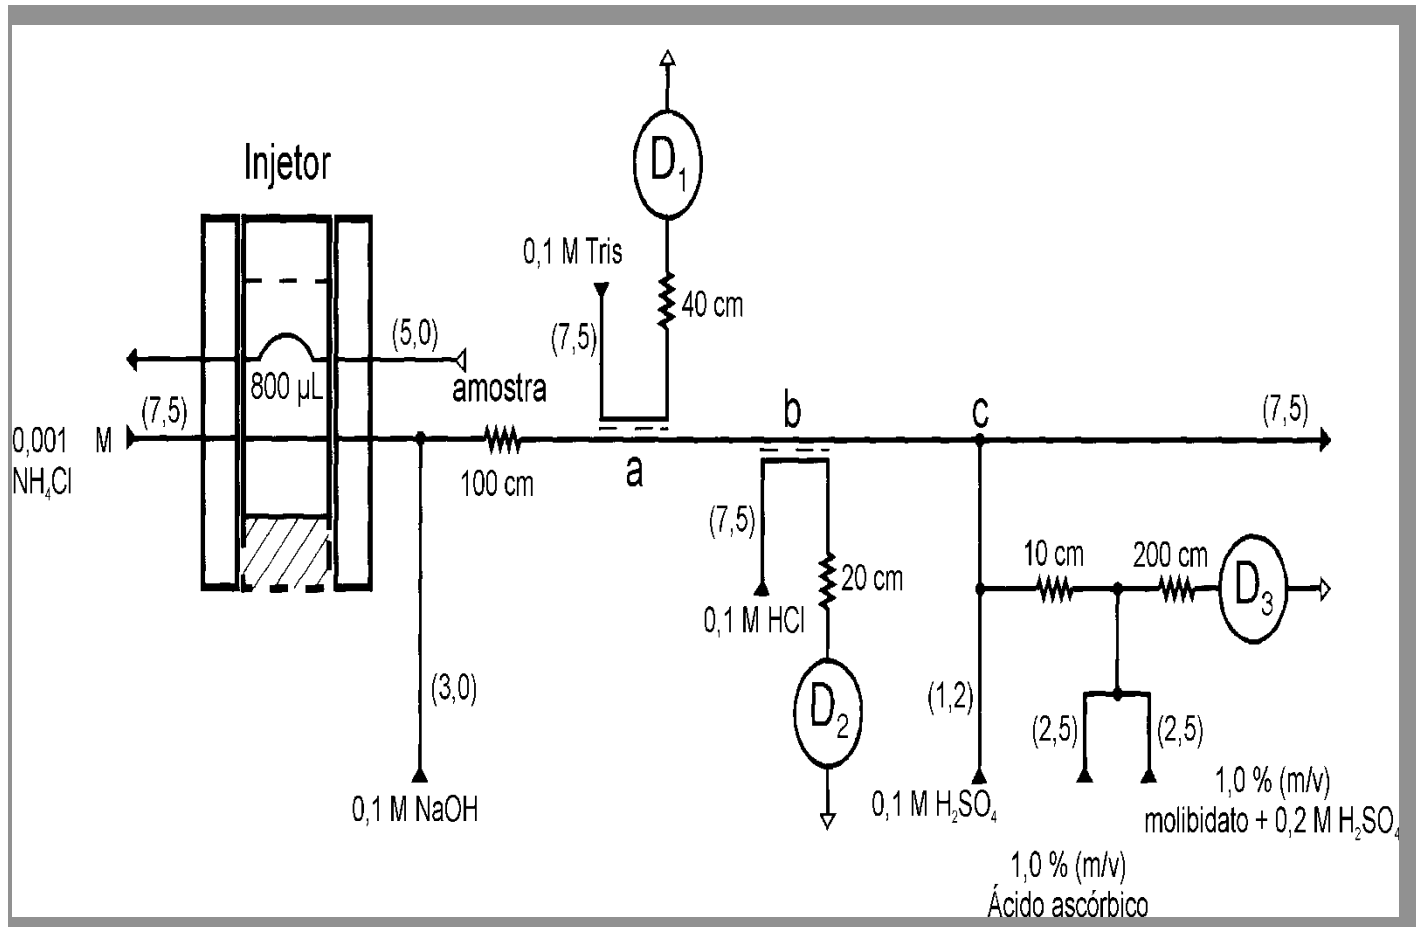 Injetor
D₁
0,1 M Tris
40 cm
(7,5)
(5,0)
800 µL
amostra
(7,5)
0,001 M
NH₄Cl
100 cm
a
b
c
(7,5)
(7,5)
20 cm
0,1 M HCl
10 cm
200 cm
D₃
(3,0)
D₂
(1,2)
(2,5)
(2,5)
0,1 M NaOH
0,1 M H₂SO₄
1,0 % (m/v)
molibidato + 0,2 M H₂SO₄
1,0 % (m/v)
Ácido ascórbico